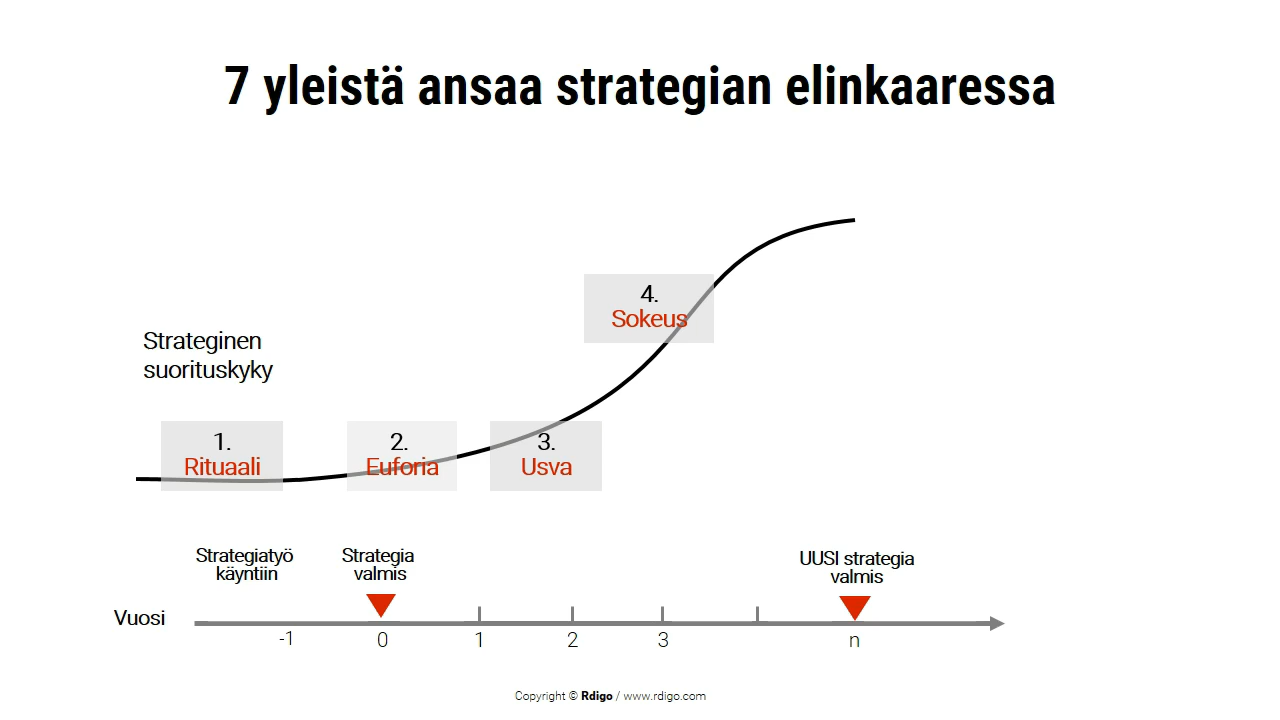 7 yleistä ansaa strategian elinkaaressa
4.
Sokeus
Strateginen
suorituskyky
1.
Rituaali
2.
Euforia
3.
Usva
Strategiatyö
käyntiin
Strategia
valmis
UUSI strategia
valmis
Vuosi
-1 0 1 2 3 n
Copyright © Rdigo / www.rdigo.com